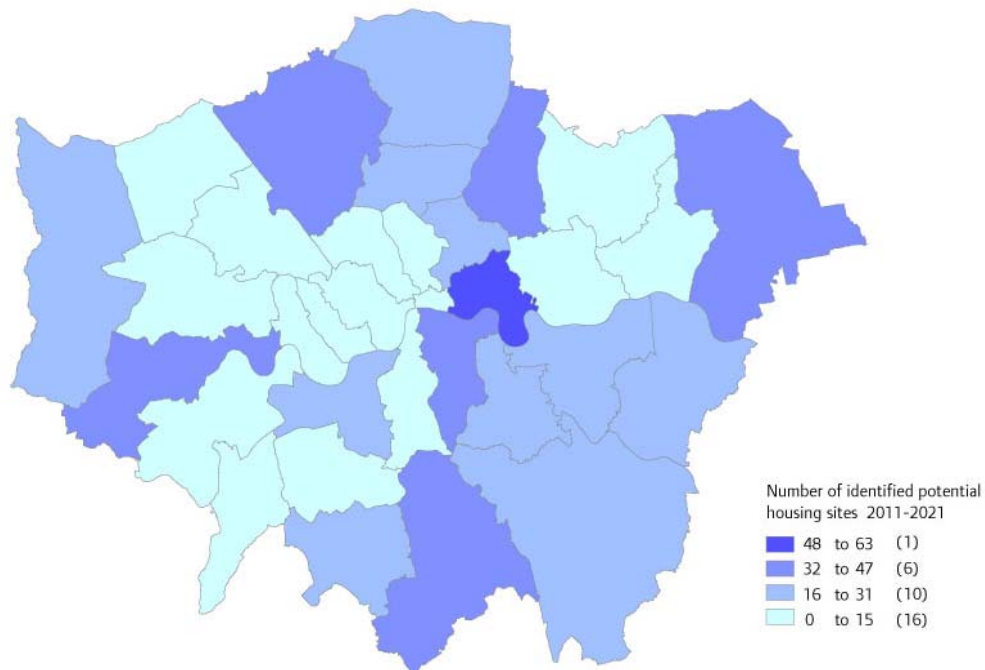 Number of identified potential
housing sites 2011-2021
48 to 63 (1)
32 to 47 (6)
16 to 31 (10)
0 to 15 (16)